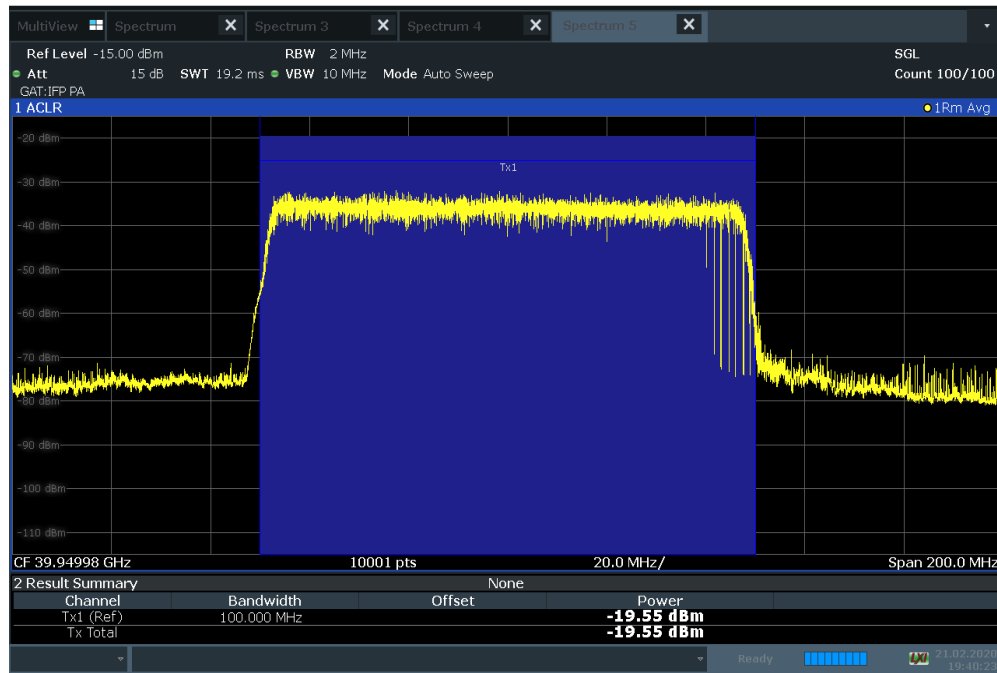 MultiView Spectrum X Spectrum 3 X Spectrum 4 X Spectrum 5 X
Ref Level -15.00 dBm RBW 2 MHz SGL
Att 15 dB SWT 19.2 ms VBW 10 MHz Mode Auto Sweep Count 100/100
GAT:IFP PA
1 ACLR 1Rm Avg
-20 dBm
Tx1
-30 dBm
-40 dBm
-50 dBm
-60 dBm
-70 dBm
-80 dBm
-90 dBm
-100 dBm
-110 dBm
CF 39.94998 GHz 10001 pts 20.0 MHz/ Span 200.0 MHz
2 Result Summary None
Channel Bandwidth Offset Power
Tx1 (Ref) 100.000 MHz -19.55 dBm
Tx Total -19.55 dBm
Ready LXI 21.02.2020
19:40:23